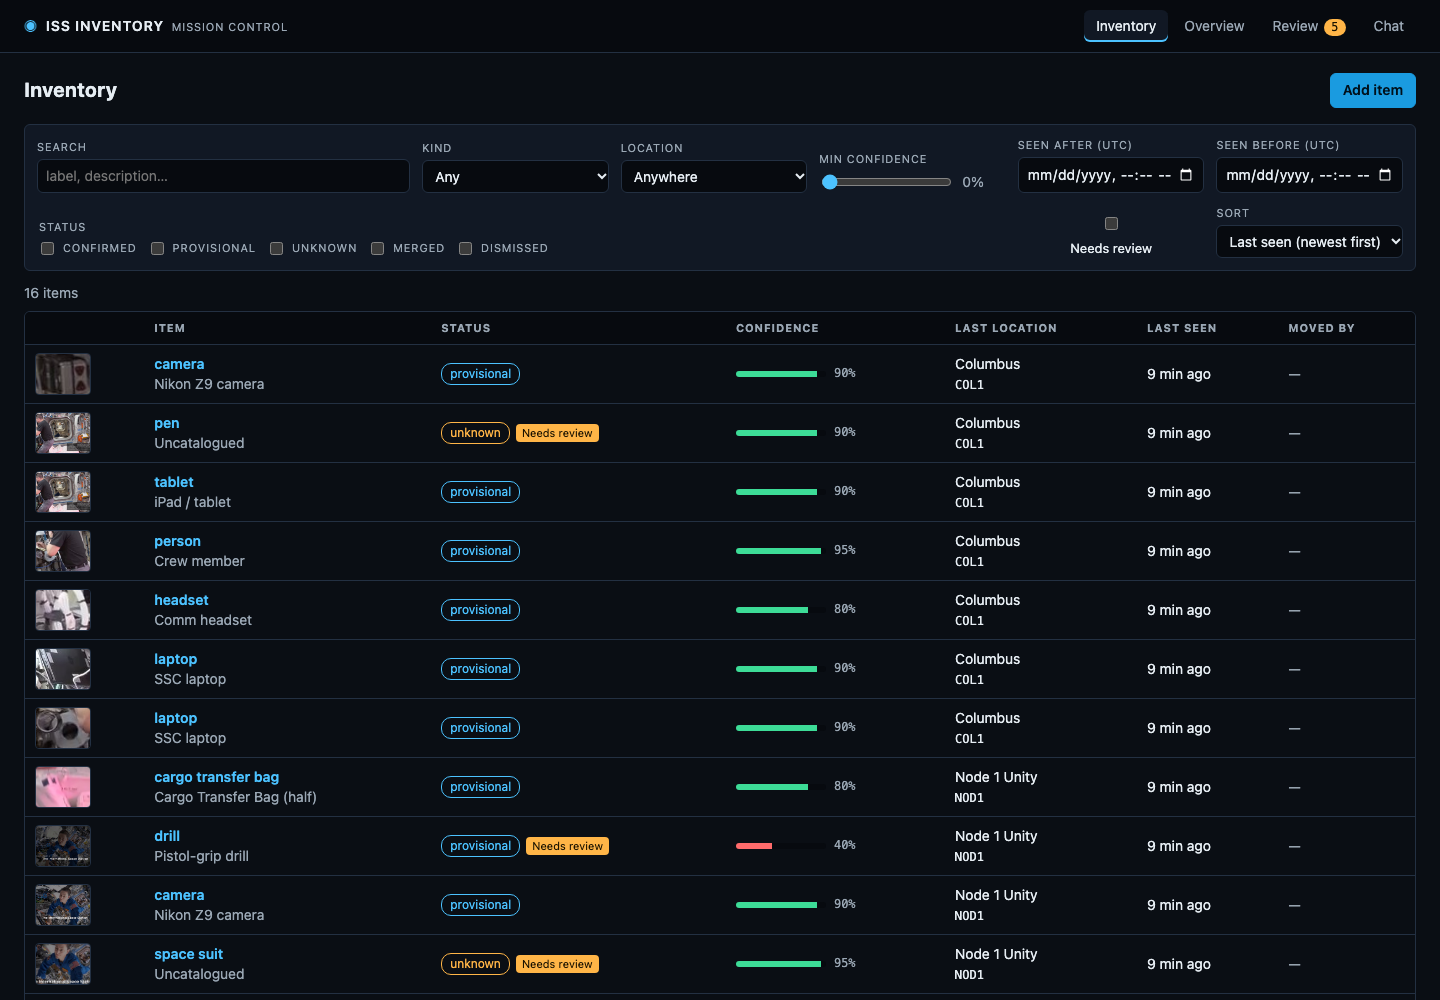 ISS INVENTORY MISSION CONTROL
Inventory Overview Review 5 Chat
Inventory
Add item
SEARCH
label, description...
KIND
Any
LOCATION
Anywhere
MIN CONFIDENCE
0%
SEEN AFTER (UTC)
mm/dd/yyyy, --:-- --
SEEN BEFORE (UTC)
mm/dd/yyyy, --:-- --
STATUS
CONFIRMED PROVISIONAL UNKNOWN MERGED DISMISSED
Needs review
SORT
Last seen (newest first)
16 items
ITEM STATUS CONFIDENCE LAST LOCATION LAST SEEN MOVED BY
camera
Nikon Z9 camera
provisional
90%
Columbus
COL1
9 min ago
—
pen
Uncatalogued
unknown Needs review
90%
Columbus
COL1
9 min ago
—
tablet
iPad / tablet
provisional
90%
Columbus
COL1
9 min ago
—
person
Crew member
provisional
95%
Columbus
COL1
9 min ago
—
headset
Comm headset
provisional
80%
Columbus
COL1
9 min ago
—
laptop
SSC laptop
provisional
90%
Columbus
COL1
9 min ago
—
laptop
SSC laptop
provisional
90%
Columbus
COL1
9 min ago
—
cargo transfer bag
Cargo Transfer Bag (half)
provisional
80%
Node 1 Unity
NOD1
9 min ago
—
drill
Pistol-grip drill
provisional Needs review
40%
Node 1 Unity
NOD1
9 min ago
—
camera
Nikon Z9 camera
provisional
90%
Node 1 Unity
NOD1
9 min ago
—
space suit
Uncatalogued
unknown Needs review
95%
Node 1 Unity
NOD1
9 min ago
—